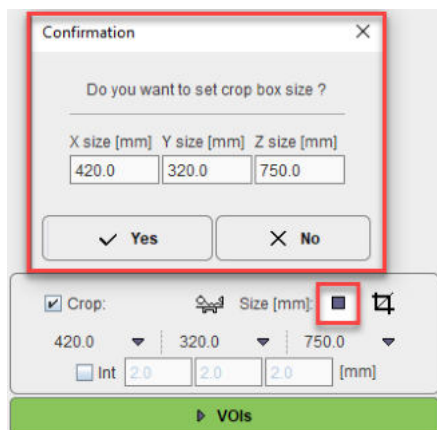 Confirmation
Do you want to set crop box size ?
X size [mm] Y size [mm] Z size [mm]
420.0 320.0 750.0
Yes No
Crop: Size [mm]:
420.0 320.0 750.0
Int 2.0 2.0 2.0 [mm]
VOIs